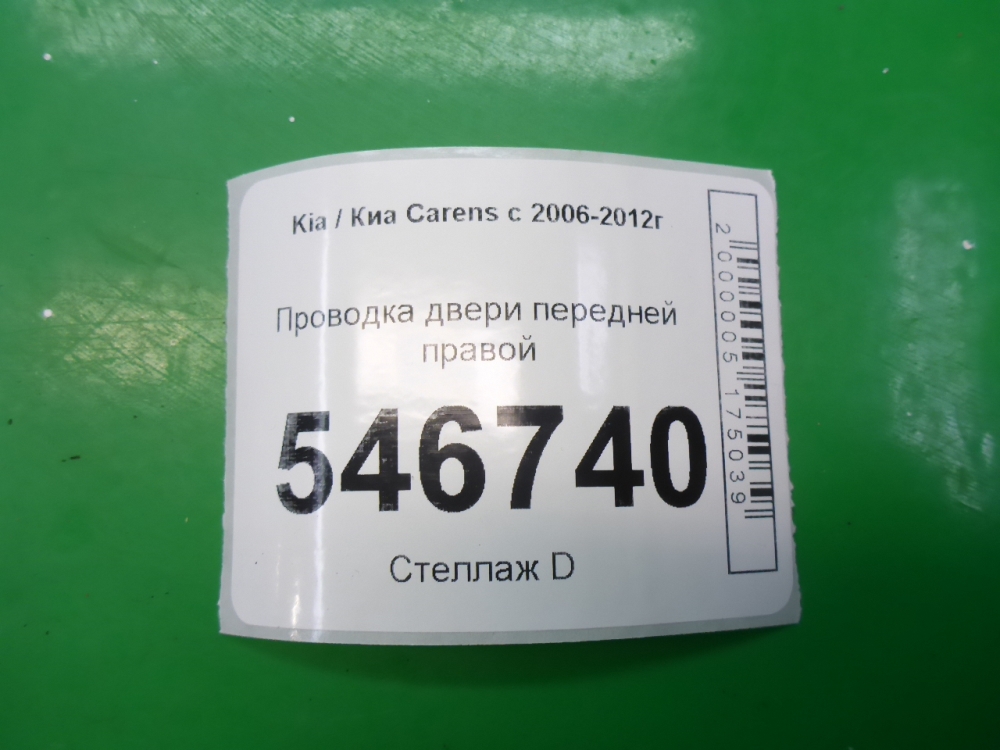 Kia / Киа Carens с 2006-2012г
Проводка двери передней
правой
546740
Стеллаж D
2000005175039